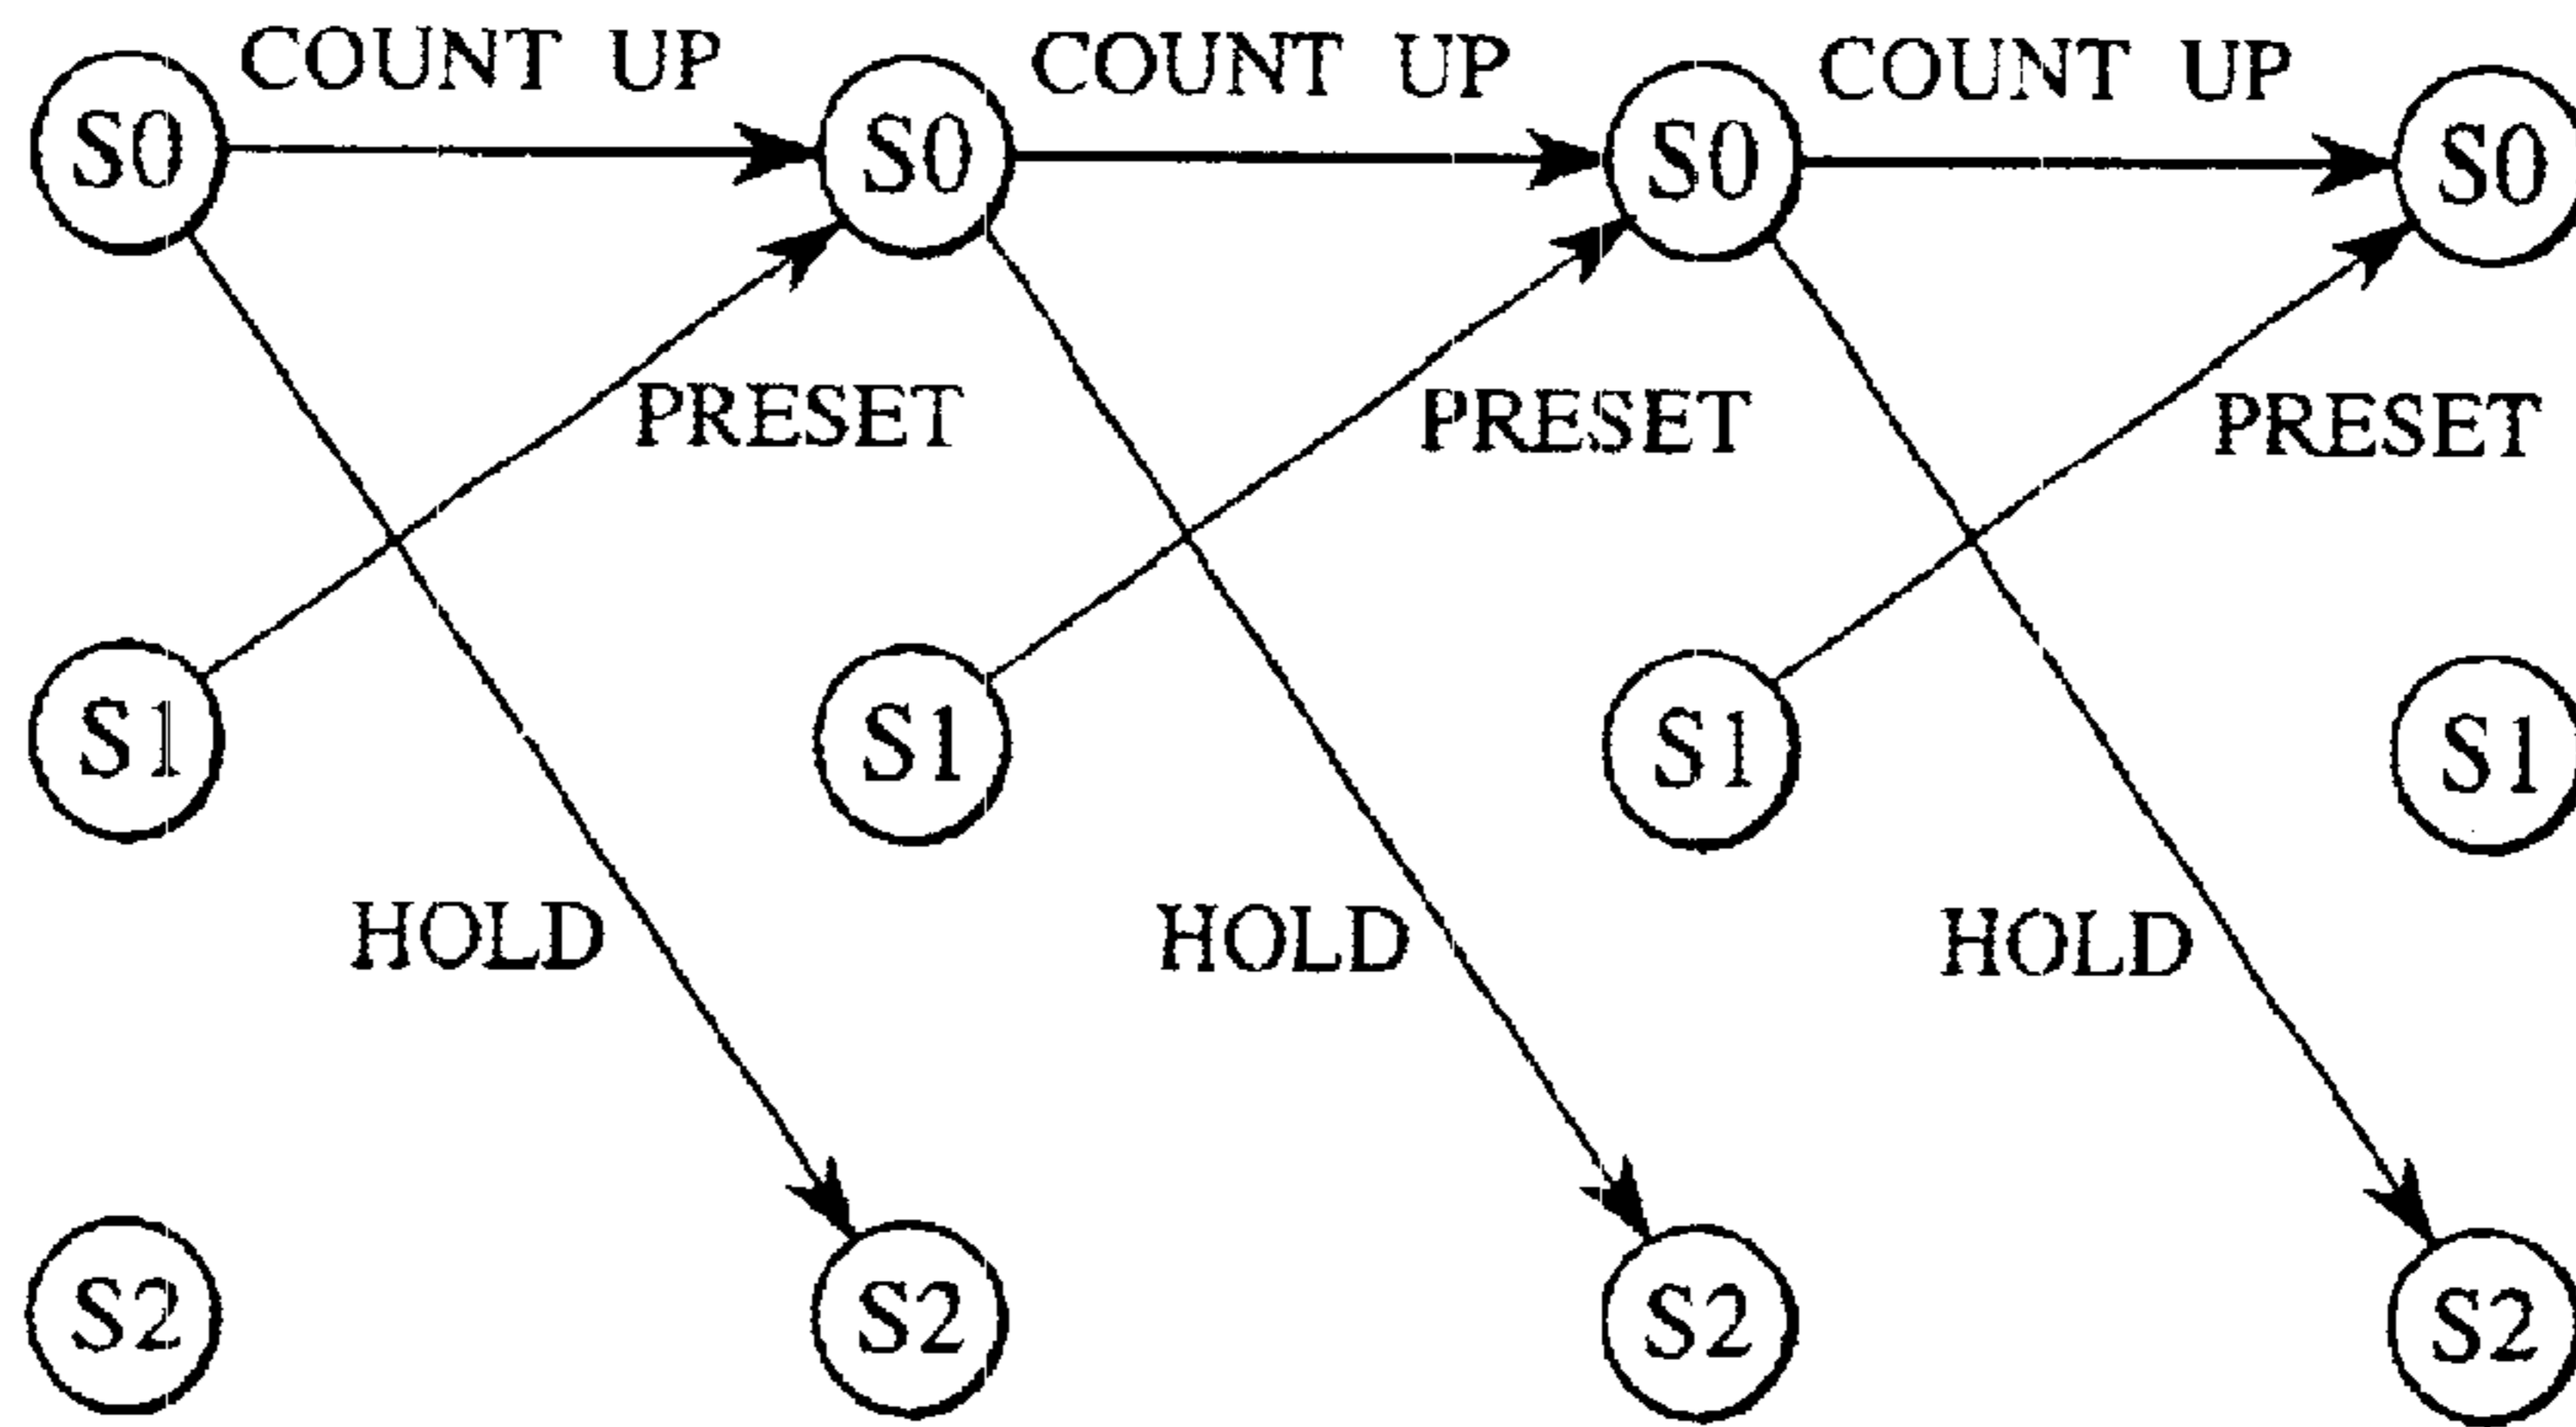 COUNT UP COUNT UP COUNT UP
S0 S0 S0 S0
PRESET PRESET PRESET
S1 S1 S1 S1
HOLD HOLD HOLD
S2 S2 S2 S2